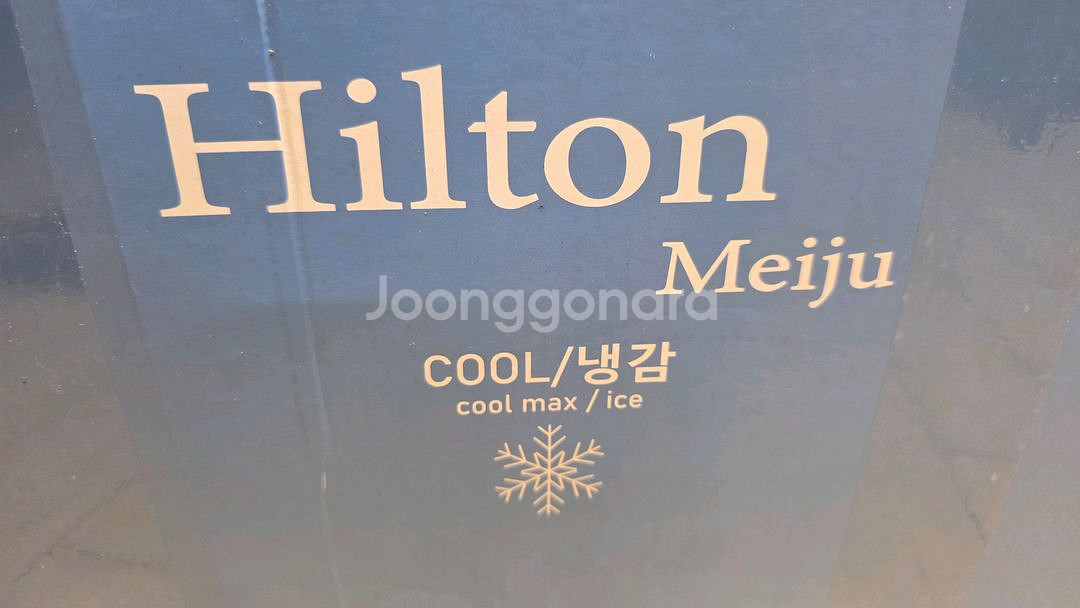 Hilton
Meiju
Joonggonara
COOL/냉감
cool max / ice